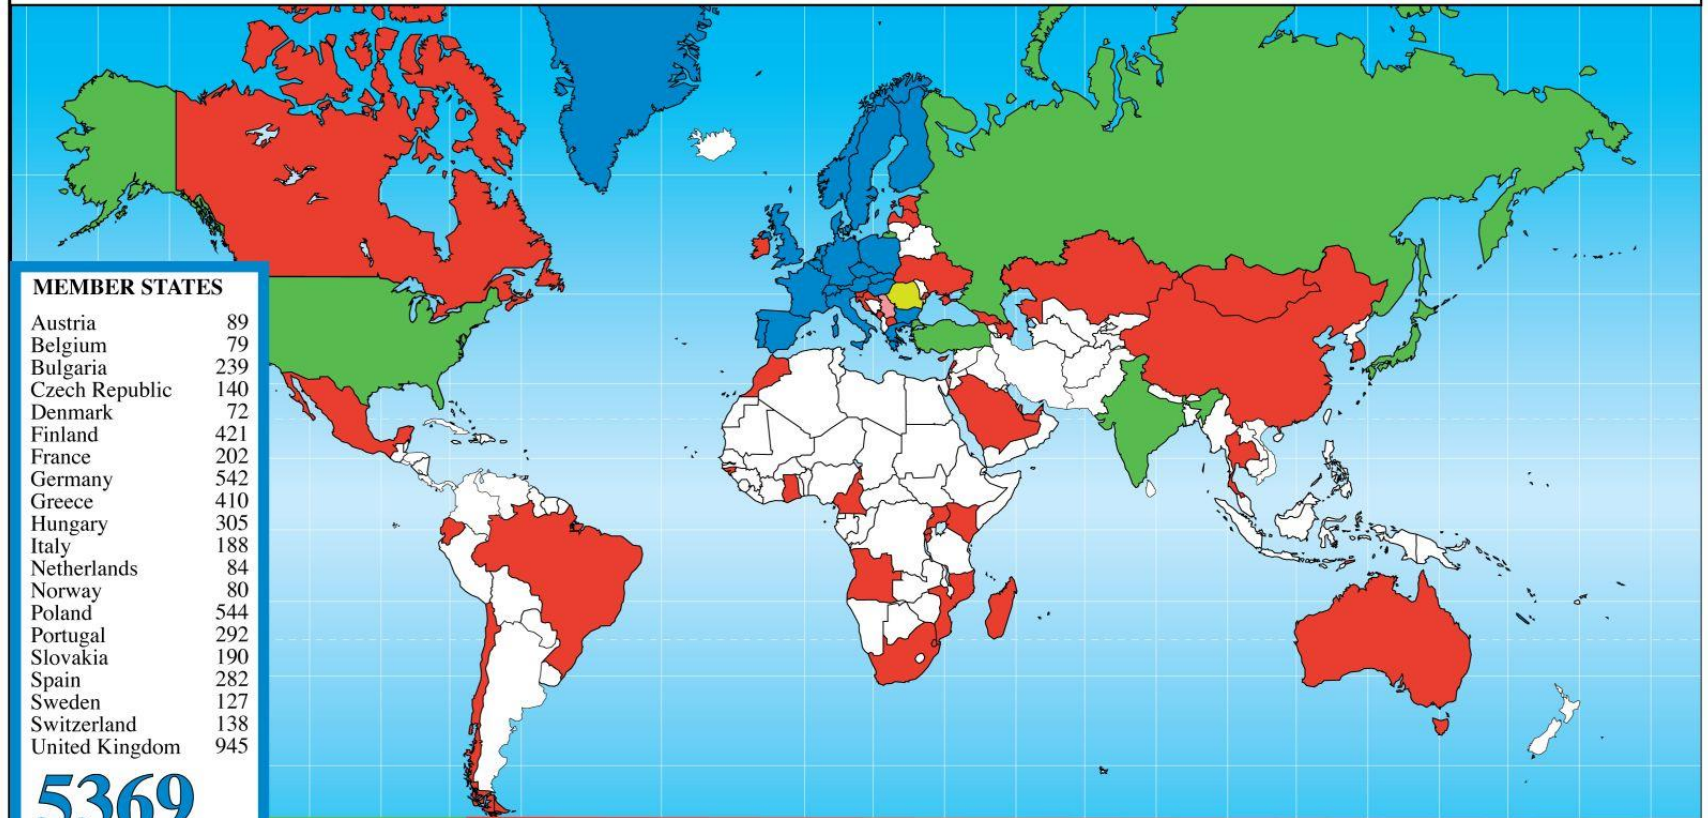 MEMBER STATES
Austria 89
Belgium 79
Bulgaria 239
Czech Republic 140
Denmark 72
Finland 421
France 202
Germany 542
Greece 410
Hungary 305
Italy 188
Netherlands 84
Norway 80
Poland 544
Portugal 292
Slovakia 190
Spain 282
Sweden 127
Switzerland 138
United Kingdom 945
5369